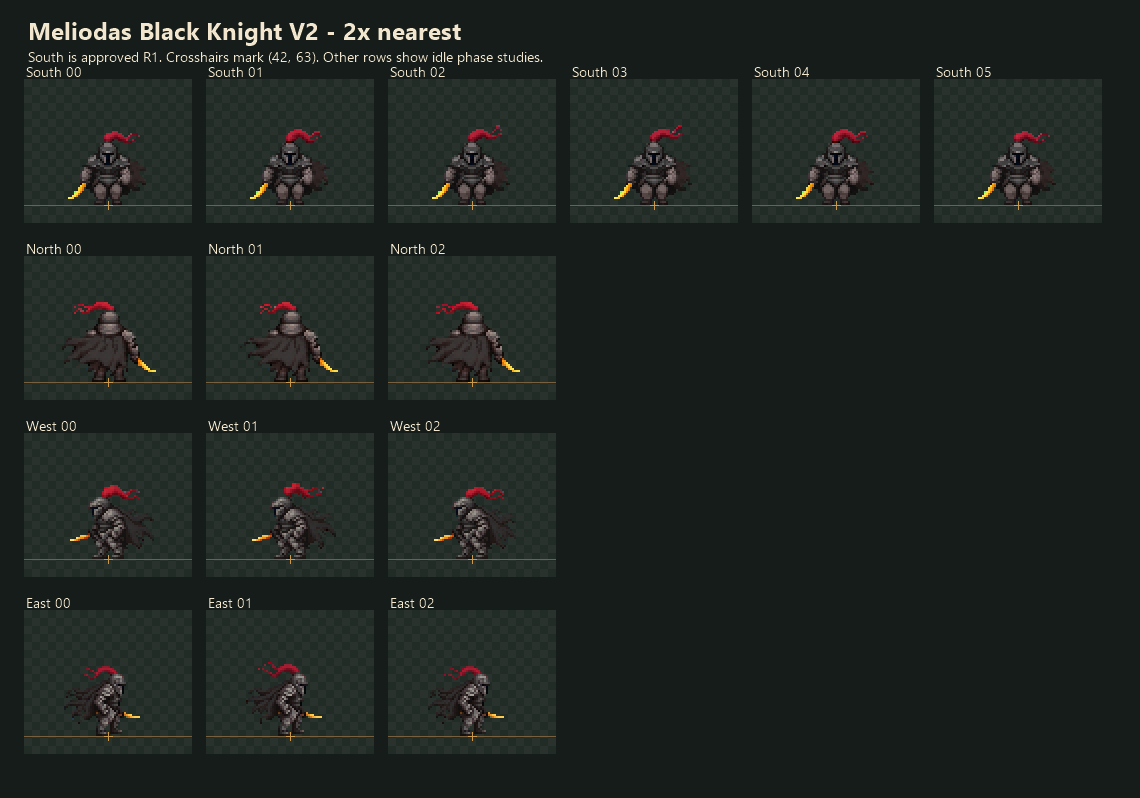 Meliodas Black Knight V2 - 2x nearest
South is approved R1. Crosshairs mark (42, 63). Other rows show idle phase studies.
South 00 South 01 South 02 South 03 South 04 South 05
North 00 North 01 North 02
West 00 West 01 West 02
East 00 East 01 East 02